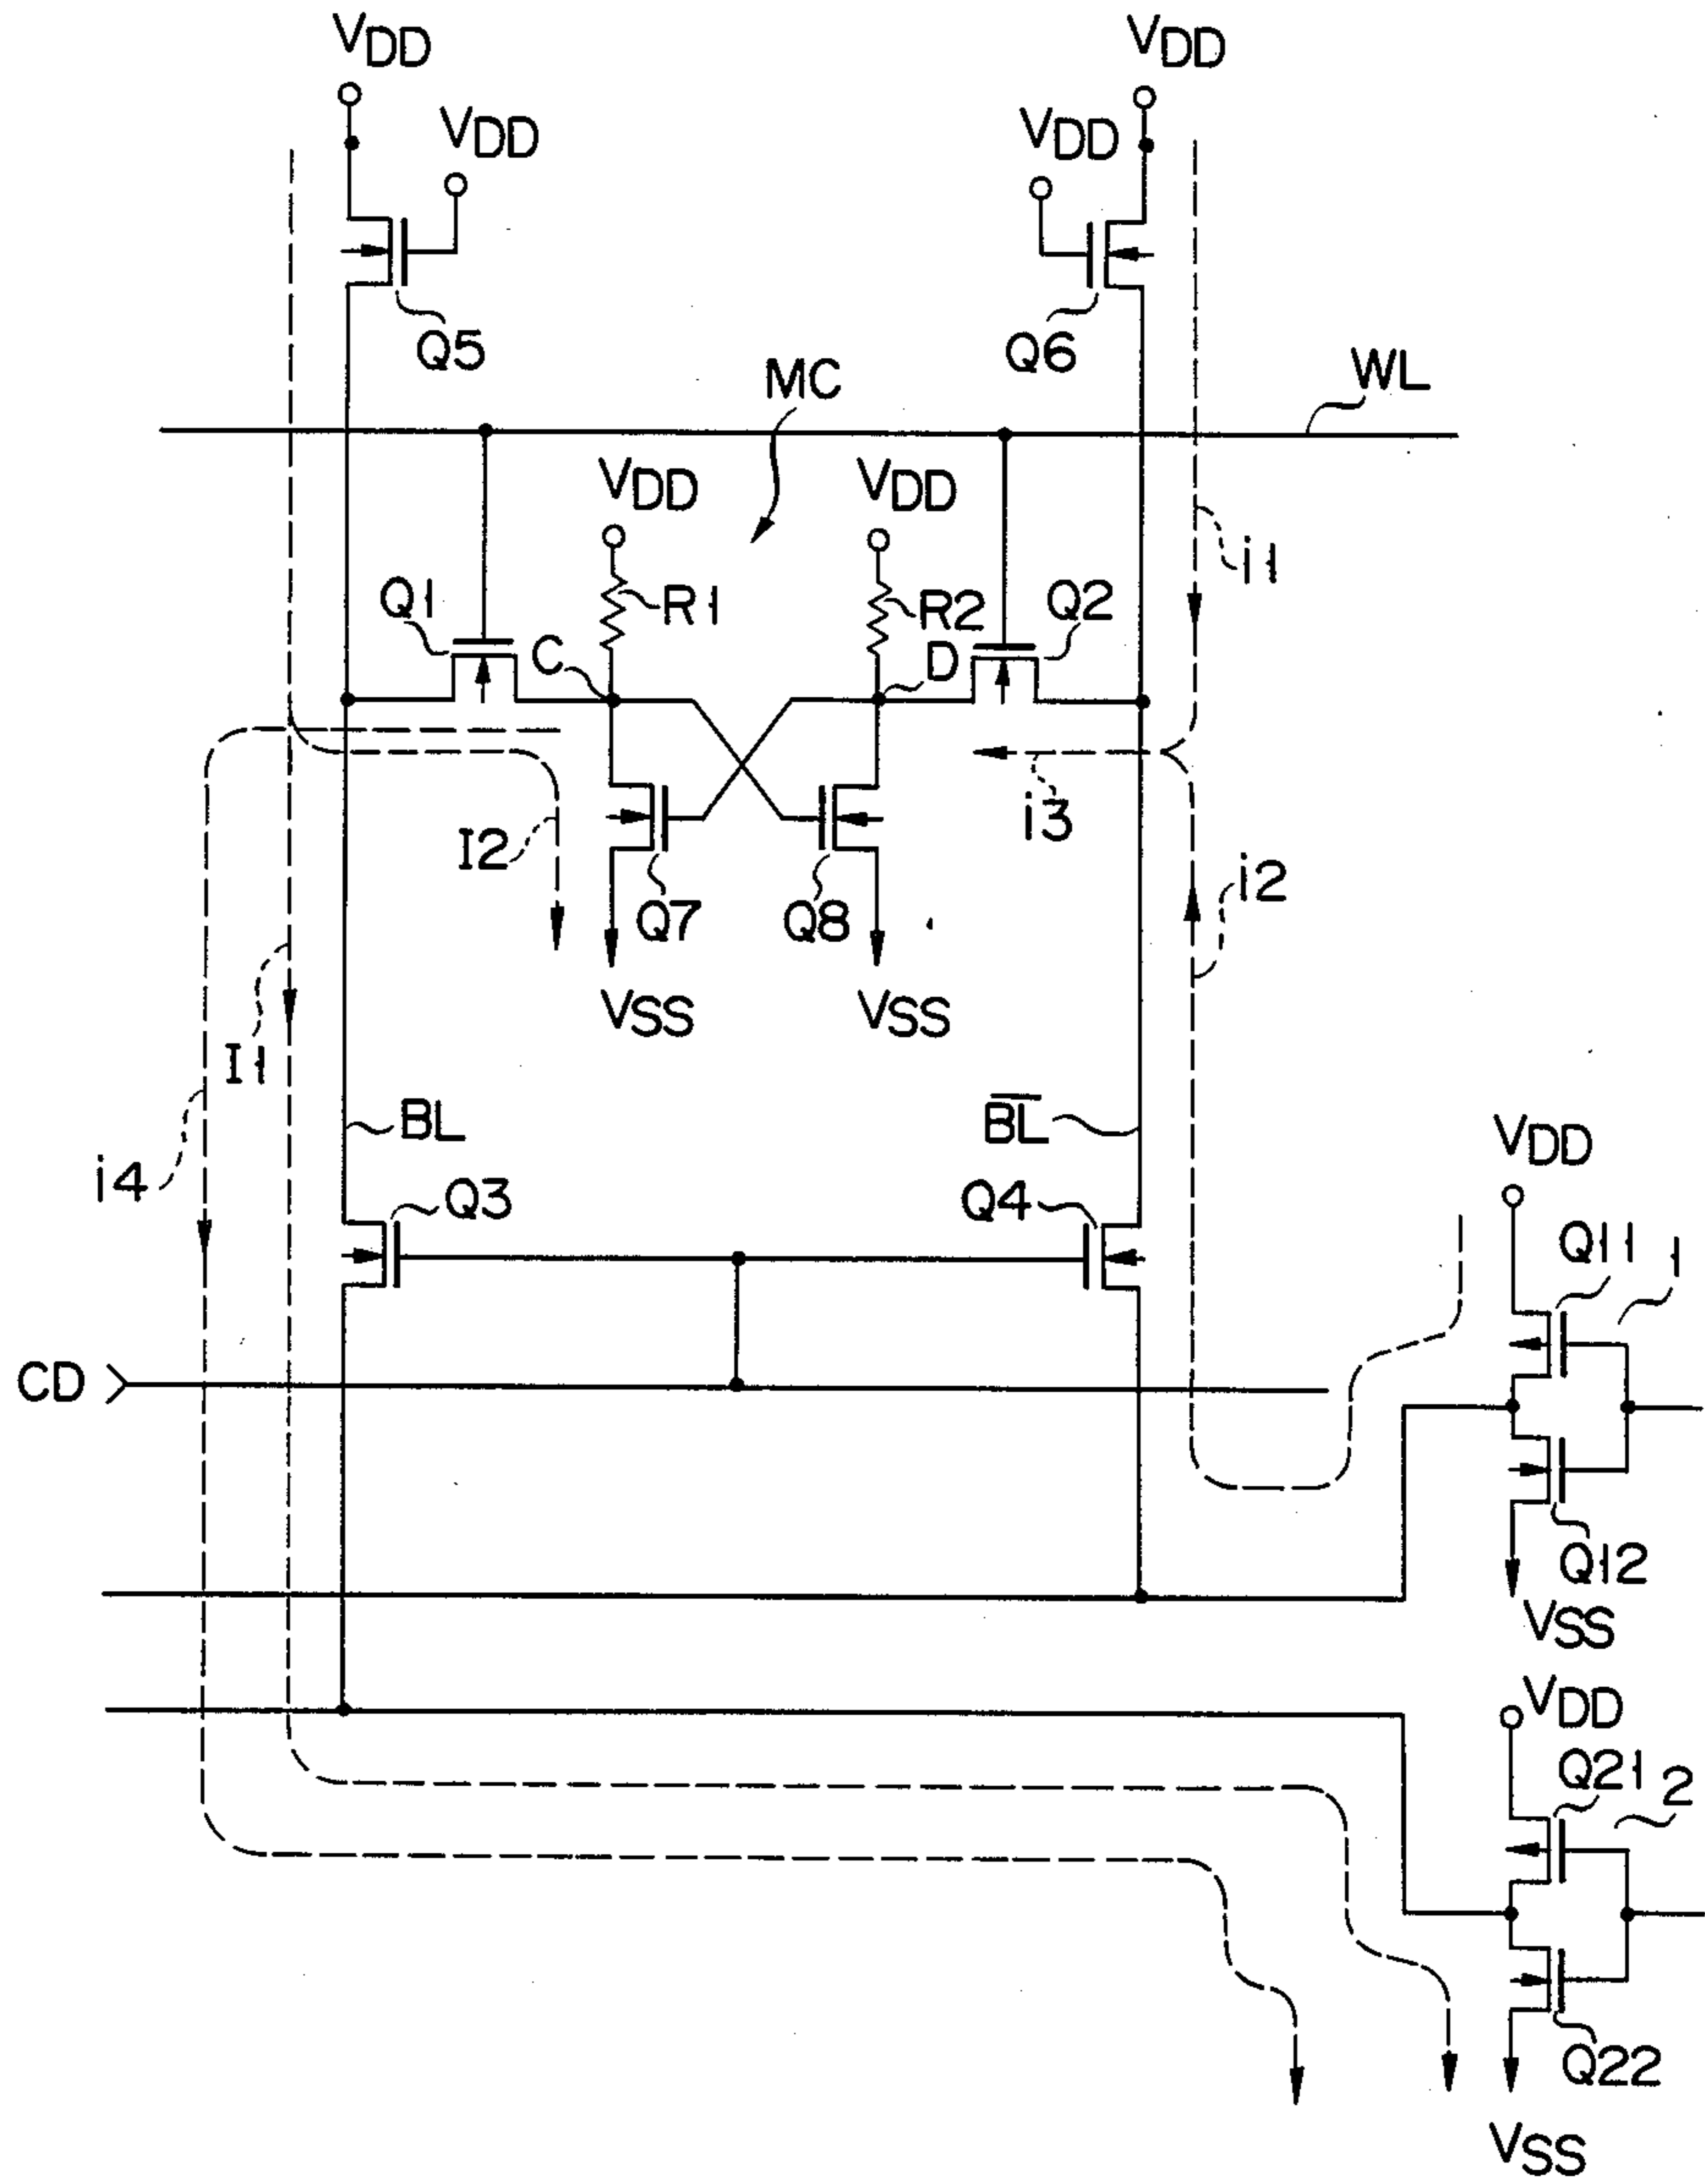 VDD
VDD
VDD
VDD
Q5
Q6
MC
WL
VDD
VDD
i1
Q1
R1
R2
Q2
C
D
I2
i3
i2
Q7
Q8
VSS
VSS
I1
BL
B̅L̅
VDD
i4
Q3
Q4
Q11
1
CD
Q12
VSS
VDD
Q21
2
Q22
VSS